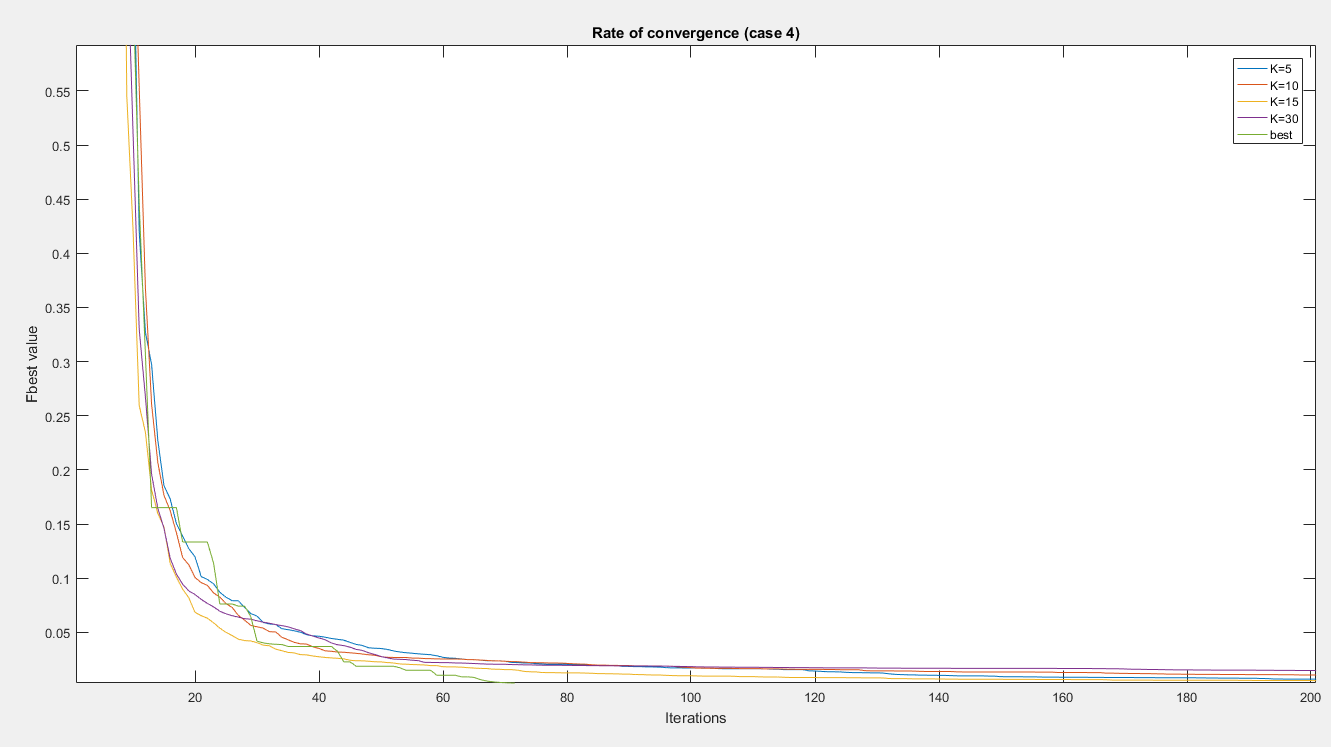 Rate of convergence (case 4)
K=5
K=10
K=15
K=30
best
0.55
0.5
0.45
0.4
0.35
0.3
0.25
0.2
0.15
0.1
0.05
Fbest value
20 40 60 80 100 120 140 160 180 200
Iterations